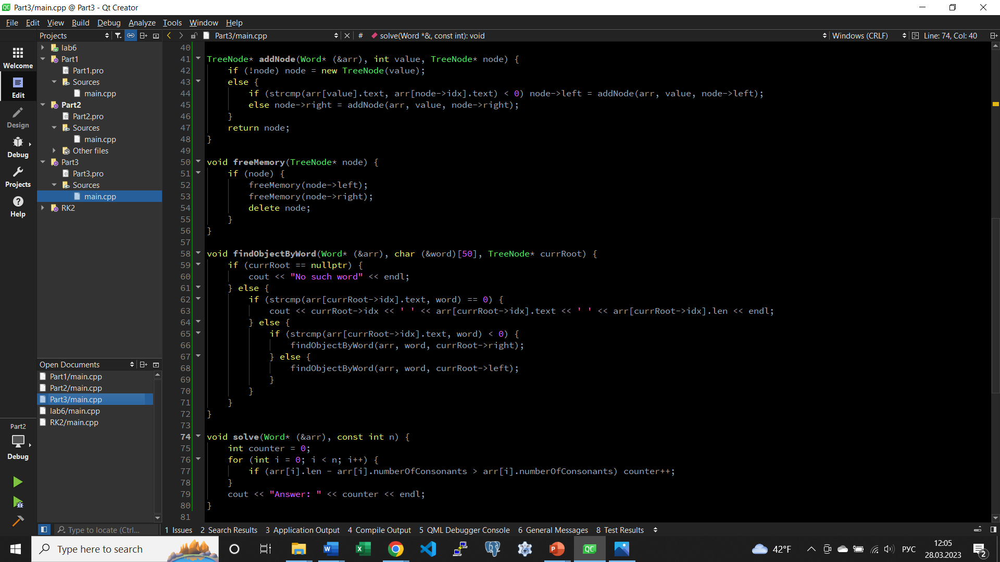 Part3/main.cpp @ Part3 - Qt Creator
File Edit View Build Debug Analyze Tools Window Help
Projects
Part3/main.cpp
# solve(Word *&, const int): void
Windows (CRLF)
Line: 74, Col: 40
Welcome
Edit
Design
Debug
Projects
Help
lab6
Part1
Part1.pro
Sources
main.cpp
Part2
Part2.pro
Sources
main.cpp
Other files
Part3
Part3.pro
Sources
main.cpp
RK2
Open Documents
Part1/main.cpp
Part2/main.cpp
Part3/main.cpp
lab6/main.cpp
RK2/main.cpp
Part2
Debug
40
41 TreeNode* addNode(Word* (&arr), int value, TreeNode* node) {
42 if (!node) node = new TreeNode(value);
43 else {
44 if (strcmp(arr[value].text, arr[node->idx].text) < 0) node->left = addNode(arr, value, node->left);
45 else node->right = addNode(arr, value, node->right);
46 }
47 return node;
48 }
49
50 void freeMemory(TreeNode* node) {
51 if (node) {
52 freeMemory(node->left);
53 freeMemory(node->right);
54 delete node;
55 }
56 }
57
58 void findObjectByWord(Word* (&arr), char (&word)[50], TreeNode* currRoot) {
59 if (currRoot == nullptr) {
60 cout << "No such word" << endl;
61 } else {
62 if (strcmp(arr[currRoot->idx].text, word) == 0) {
63 cout << currRoot->idx << ' ' << arr[currRoot->idx].text << ' ' << arr[currRoot->idx].len << endl;
64 } else {
65 if (strcmp(arr[currRoot->idx].text, word) < 0) {
66 findObjectByWord(arr, word, currRoot->right);
67 } else {
68 findObjectByWord(arr, word, currRoot->left);
69 }
70 }
71 }
72 }
73
74 void solve(Word* (&arr), const int n) {
75 int counter = 0;
76 for (int i = 0; i < n; i++) {
77 if (arr[i].len - arr[i].numberOfConsonants > arr[i].numberOfConsonants) counter++;
78 }
79 cout << "Answer: " << counter << endl;
80 }
81
Type to locate (Ctrl...
1 Issues 2 Search Results 3 Application Output 4 Compile Output 5 QML Debugger Console 6 General Messages 8 Test Results
Type here to search
42°F
РУС
12:05
28.03.2023
2